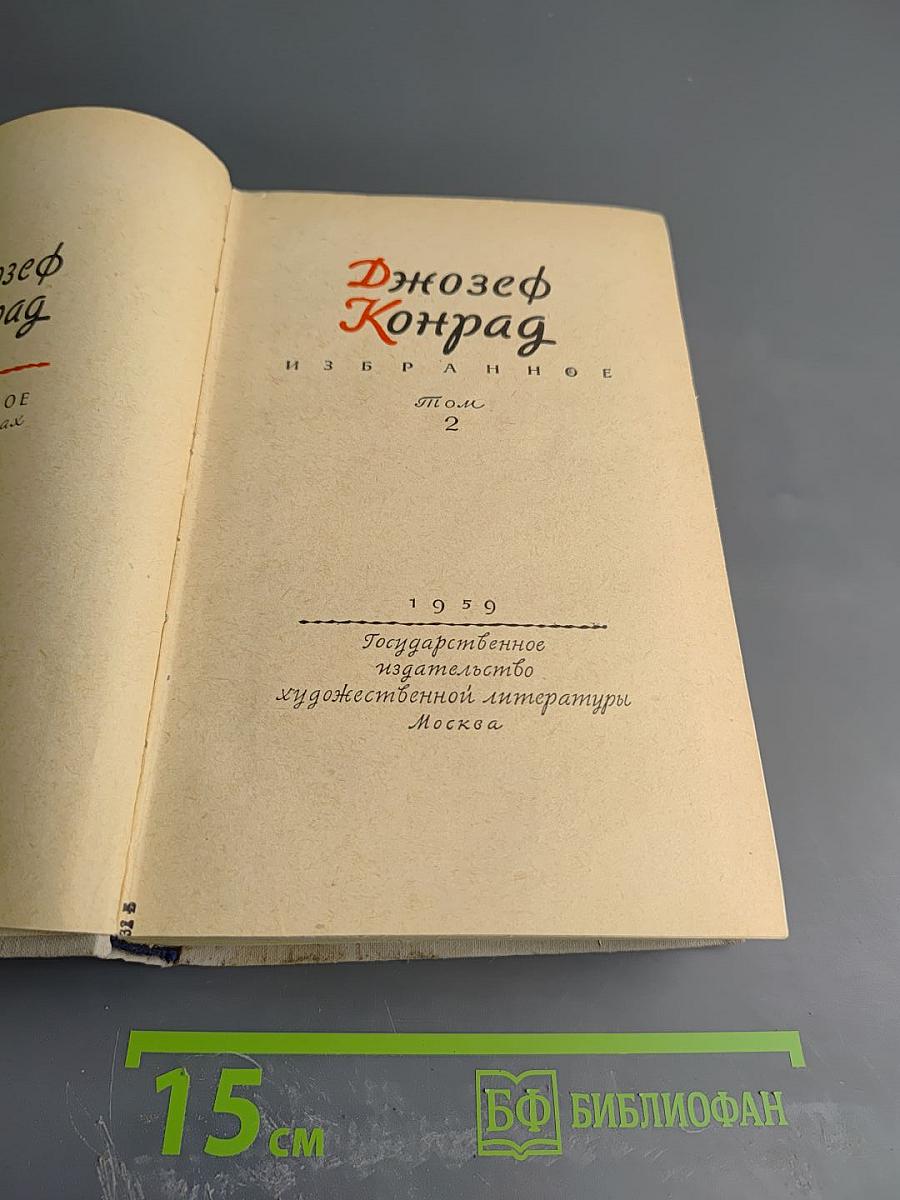 Джозеф
Конрад
ИЗБРАННОЕ
Том
2
1959
Государственное
издательство
художественной литературы
Москва
15 см
БФ БИБЛИОФАН